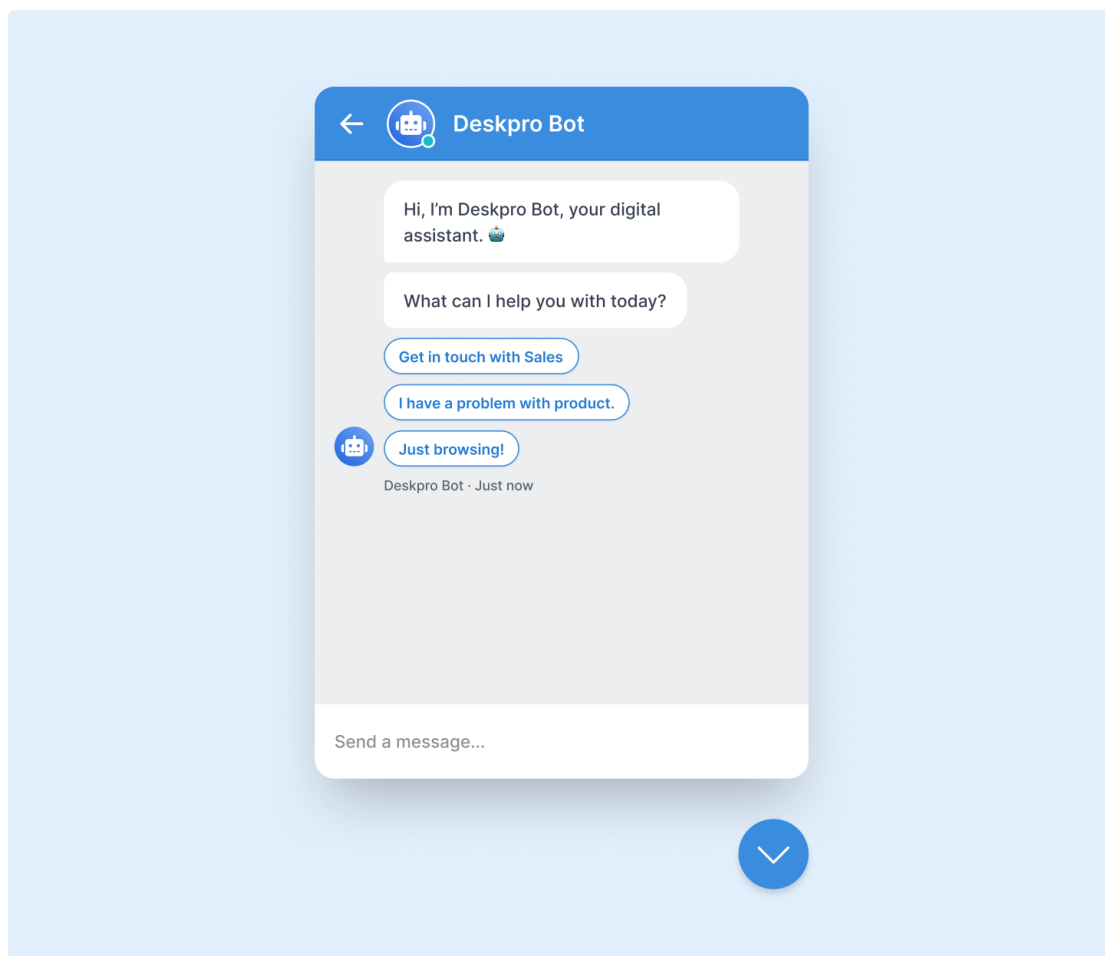 Deskpro Bot
Hi, I’m Deskpro Bot, your digital
assistant. 🤖
What can I help you with today?
Get in touch with Sales
I have a problem with product.
Just browsing!
Deskpro Bot · Just now
Send a message...